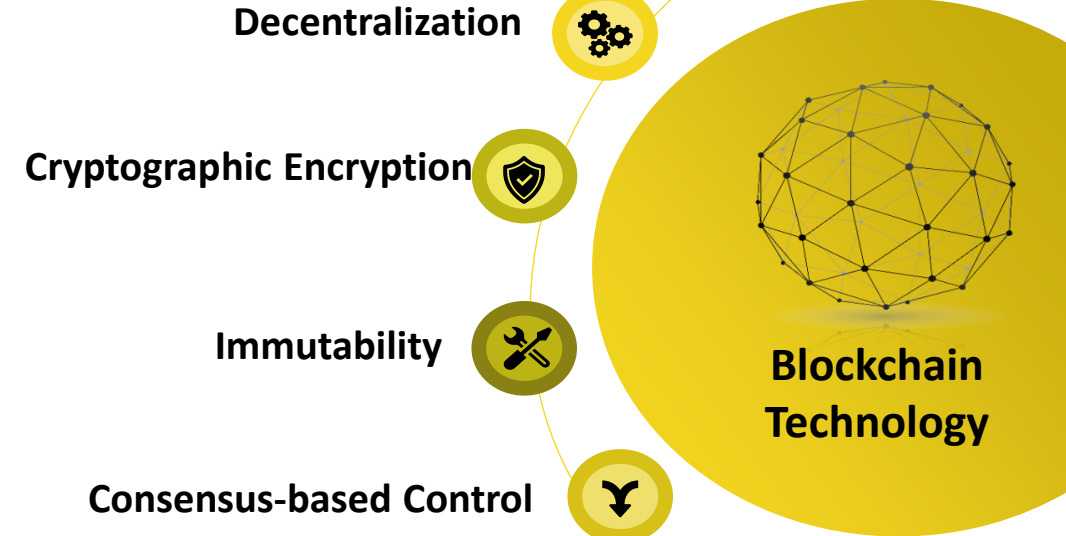 Decentralization
Cryptographic Encryption
Immutability
Consensus-based Control
Blockchain
Technology